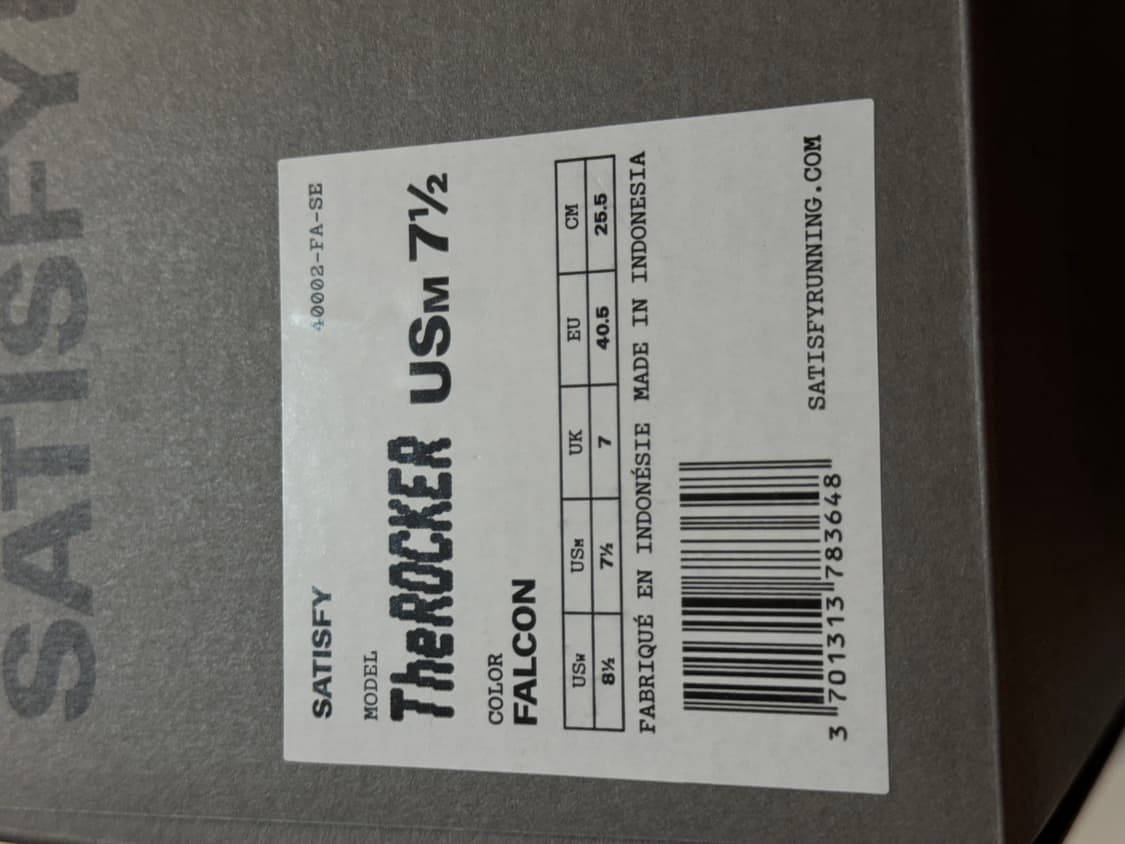 SATISFY
SATISFY 40002-FA-SE
MODEL
TheROCKER USM 7½
COLOR
FALCON
USW USM UK EU CM
8½ 7½ 7 40.5 25.5
FABRIQUÉ EN INDONÉSIE MADE IN INDONESIA
3 701313 783648
SATISFYRUNNING.COM